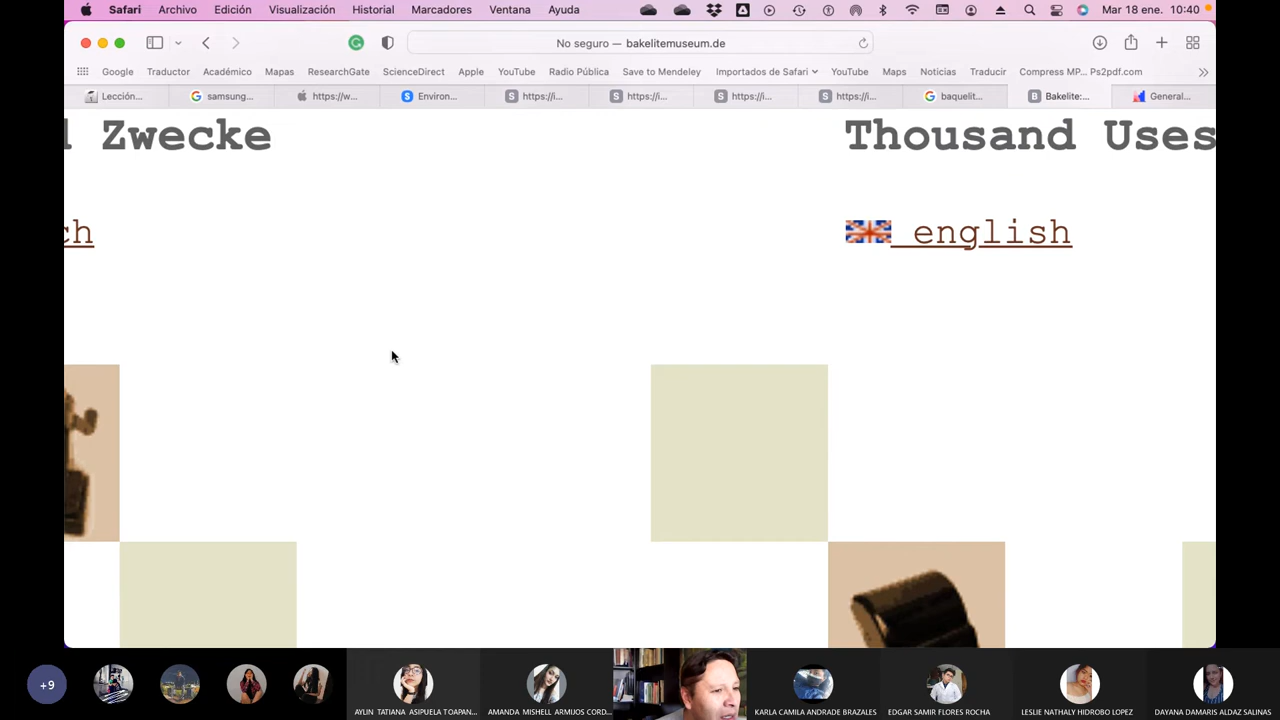 Safari Archivo Edición Visualización Historial Marcadores Ventana Ayuda Mar 18 ene. 10:40
No seguro — bakelitemuseum.de
Google Traductor Académico Mapas ResearchGate ScienceDirect Apple YouTube Radio Pública Save to Mendeley Importados de Safari YouTube Maps Noticias Traducir Compress MP... Ps2pdf.com
Lección... samsung... https://w... Environ... https://i... https://i... https://i... https://i... baquelit... Bakelite:... General...
l Zwecke Thousand Uses
ch english
+9
AYLIN TATIANA ASIPUELA TOAPAN... AMANDA MISHELL ARMIJOS CORD... KARLA CAMILA ANDRADE BRAZALES EDGAR SAMIR FLORES ROCHA LESLIE NATHALY HIDROBO LOPEZ DAYANA DAMARIS ALDAZ SALINAS